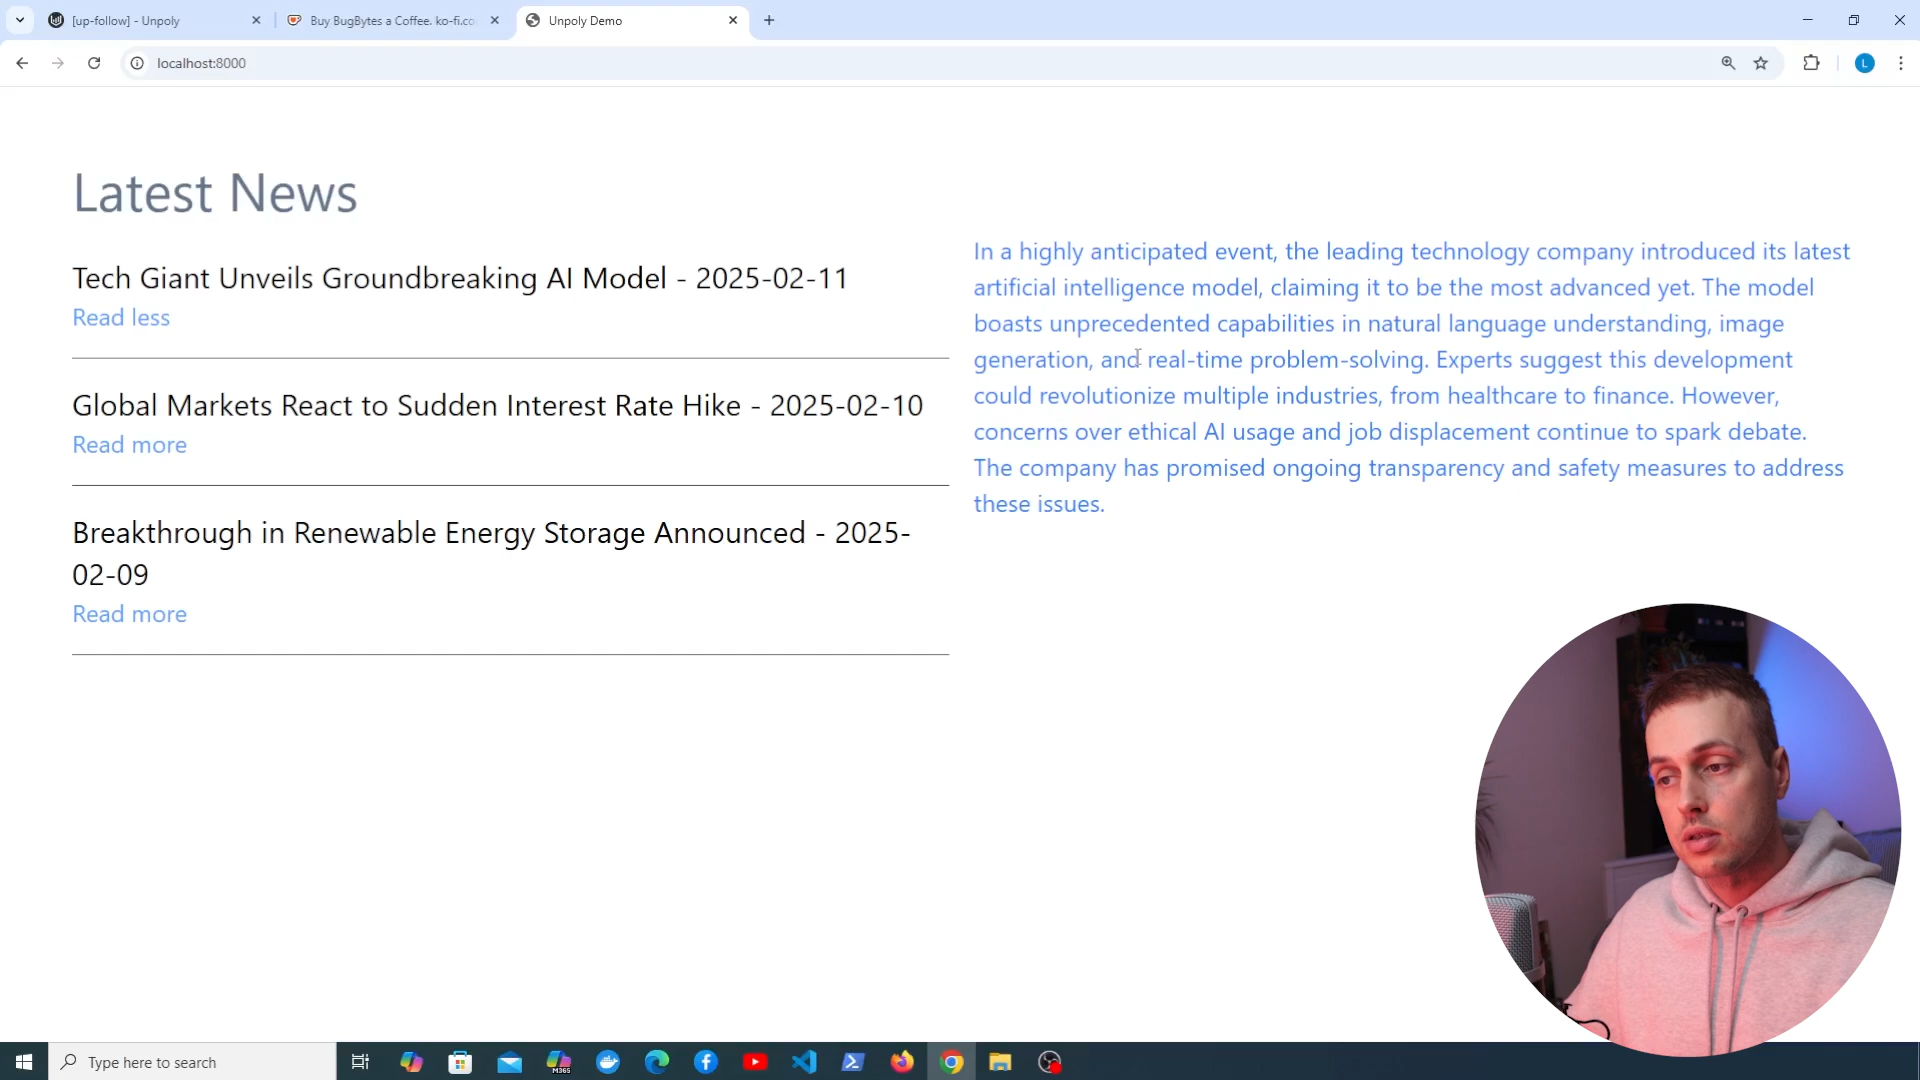 [up-follow] - Unpoly
Buy BugBytes a Coffee. ko-fi.co
Unpoly Demo
localhost:8000
L
Latest News
Tech Giant Unveils Groundbreaking AI Model - 2025-02-11
Read less
Global Markets React to Sudden Interest Rate Hike - 2025-02-10
Read more
Breakthrough in Renewable Energy Storage Announced - 2025-
02-09
Read more
In a highly anticipated event, the leading technology company introduced its latest
artificial intelligence model, claiming it to be the most advanced yet. The model
boasts unprecedented capabilities in natural language understanding, image
generation, and real-time problem-solving. Experts suggest this development
could revolutionize multiple industries, from healthcare to finance. However,
concerns over ethical AI usage and job displacement continue to spark debate.
The company has promised ongoing transparency and safety measures to address
these issues.
Type here to search
M365